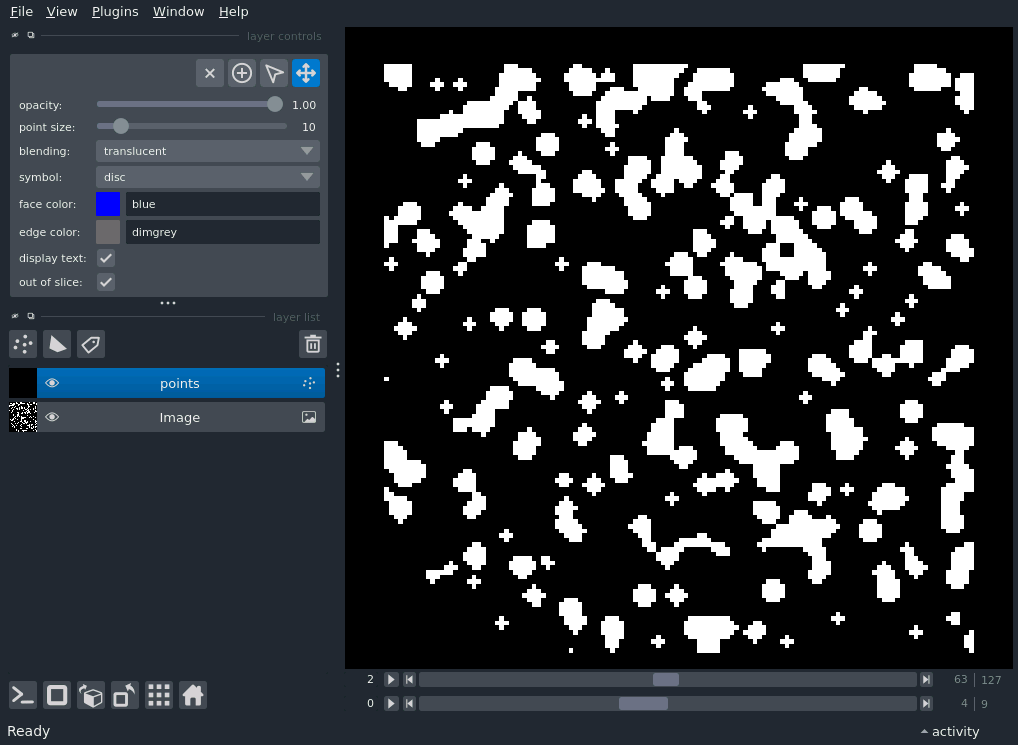 File View Plugins Window Help
layer controls
opacity: 1.00
point size: 10
blending: translucent
symbol: disc
face color: blue
edge color: dimgrey
display text:
out of slice:
layer list
points
Image
2 63 127
0 4 9
Ready activity